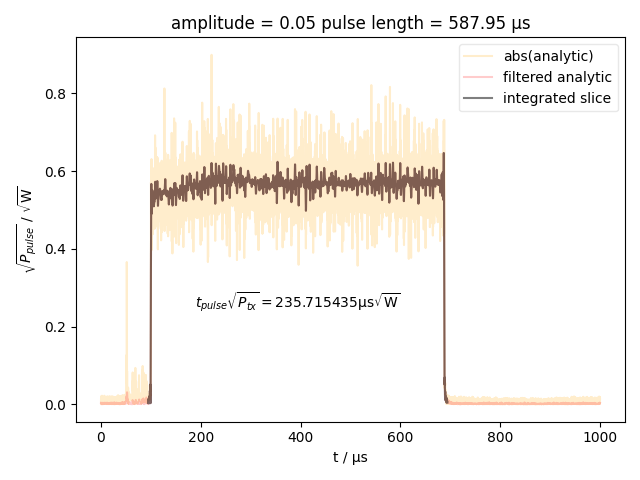 amplitude = 0.05 pulse length = 587.95 µs
abs(analytic)
filtered analytic
integrated slice
√P_pulse / √W
0.8
0.6
0.4
0.2
0.0
t_pulse√P_tx = 235.715435µs√W
0 200 400 600 800 1000
t / µs